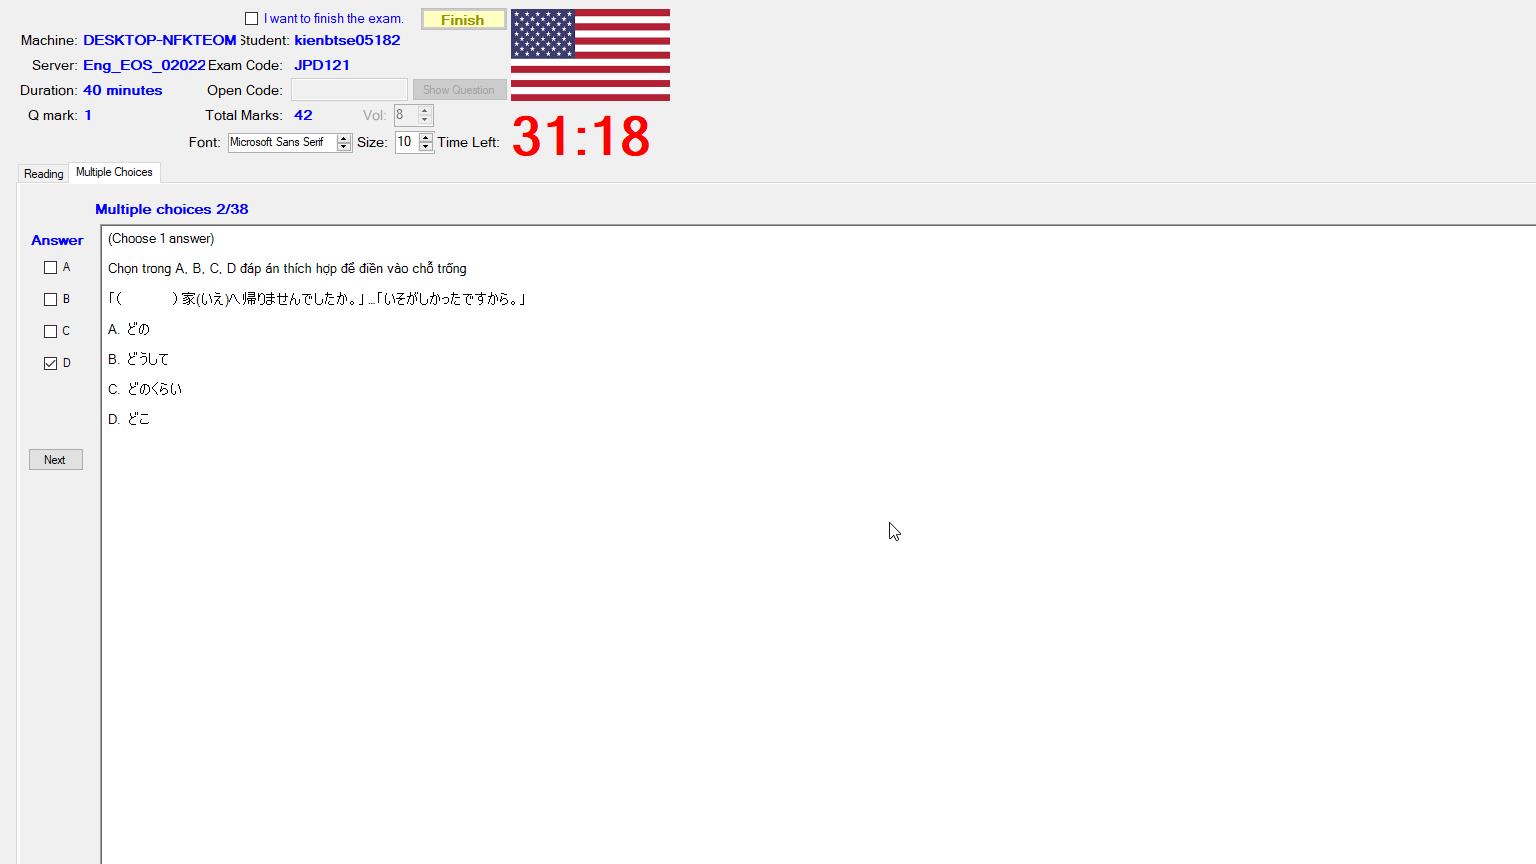 I want to finish the exam. Finish
Machine: DESKTOP-NFKTEOM Student: kienbtse05182
Server: Eng_EOS_02022 Exam Code: JPD121
Duration: 40 minutes Open Code: Show Question
Q mark: 1 Total Marks: 42 Vol: 8
Font: Microsoft Sans Serif Size: 10 Time Left: 31:18
Reading Multiple Choices
Multiple choices 2/38
Answer
A
B
C
D
Next
(Choose 1 answer)
Chọn trong A, B, C, D đáp án thích hợp để điền vào chỗ trống
「( ) 家(いえ)へ帰りませんでしたか。」...「いそがしかったですから。」
A. どの
B. どうして
C. どのくらい
D. どこ